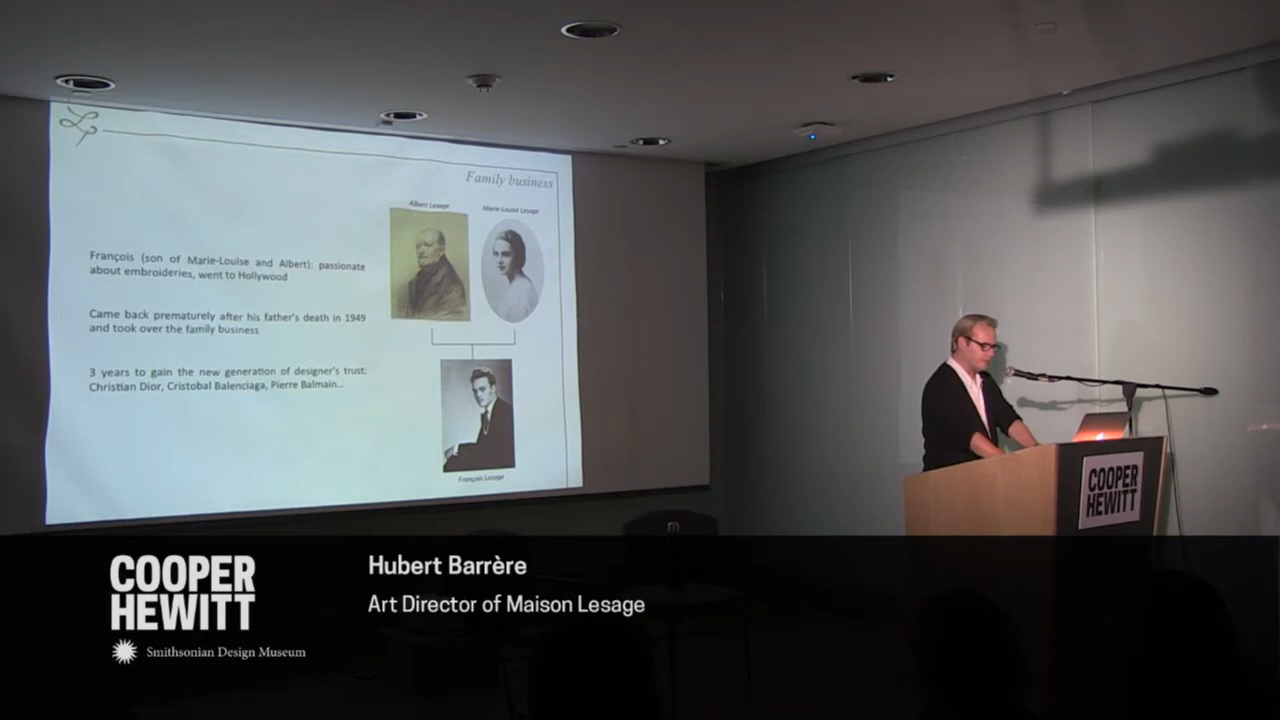 Family business
Albert Lesage
Marie-Louise Lesage
François (son of Marie-Louise and Albert): passionate
about embroideries, went to Hollywood
Came back prematurely after his father's death in 1949
and took over the family business
3 years to gain the new generation of designer's trust:
Christian Dior, Cristobal Balenciaga, Pierre Balmain...
François Lesage
COOPER
HEWITT
COOPER
HEWITT
Smithsonian Design Museum
Hubert Barrère
Art Director of Maison Lesage